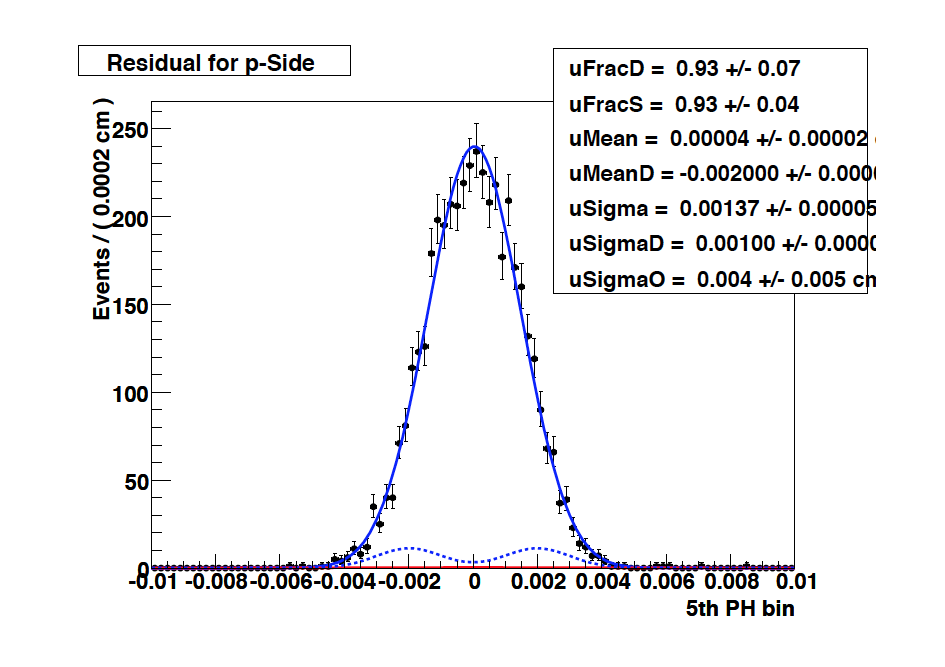 Residual for p-Side
uFracD = 0.93 +/- 0.07
uFracS = 0.93 +/- 0.04
uMean = 0.00004 +/- 0.00002
uMeanD = -0.002000 +/- 0.000
uSigma = 0.00137 +/- 0.00005
uSigmaD = 0.00100 +/- 0.0000
uSigmaO = 0.004 +/- 0.005 cm
Events / ( 0.0002 cm )
250
200
150
100
50
0
-0.01 -0.008 -0.006 -0.004 -0.002 0 0.002 0.004 0.006 0.008 0.01
5th PH bin